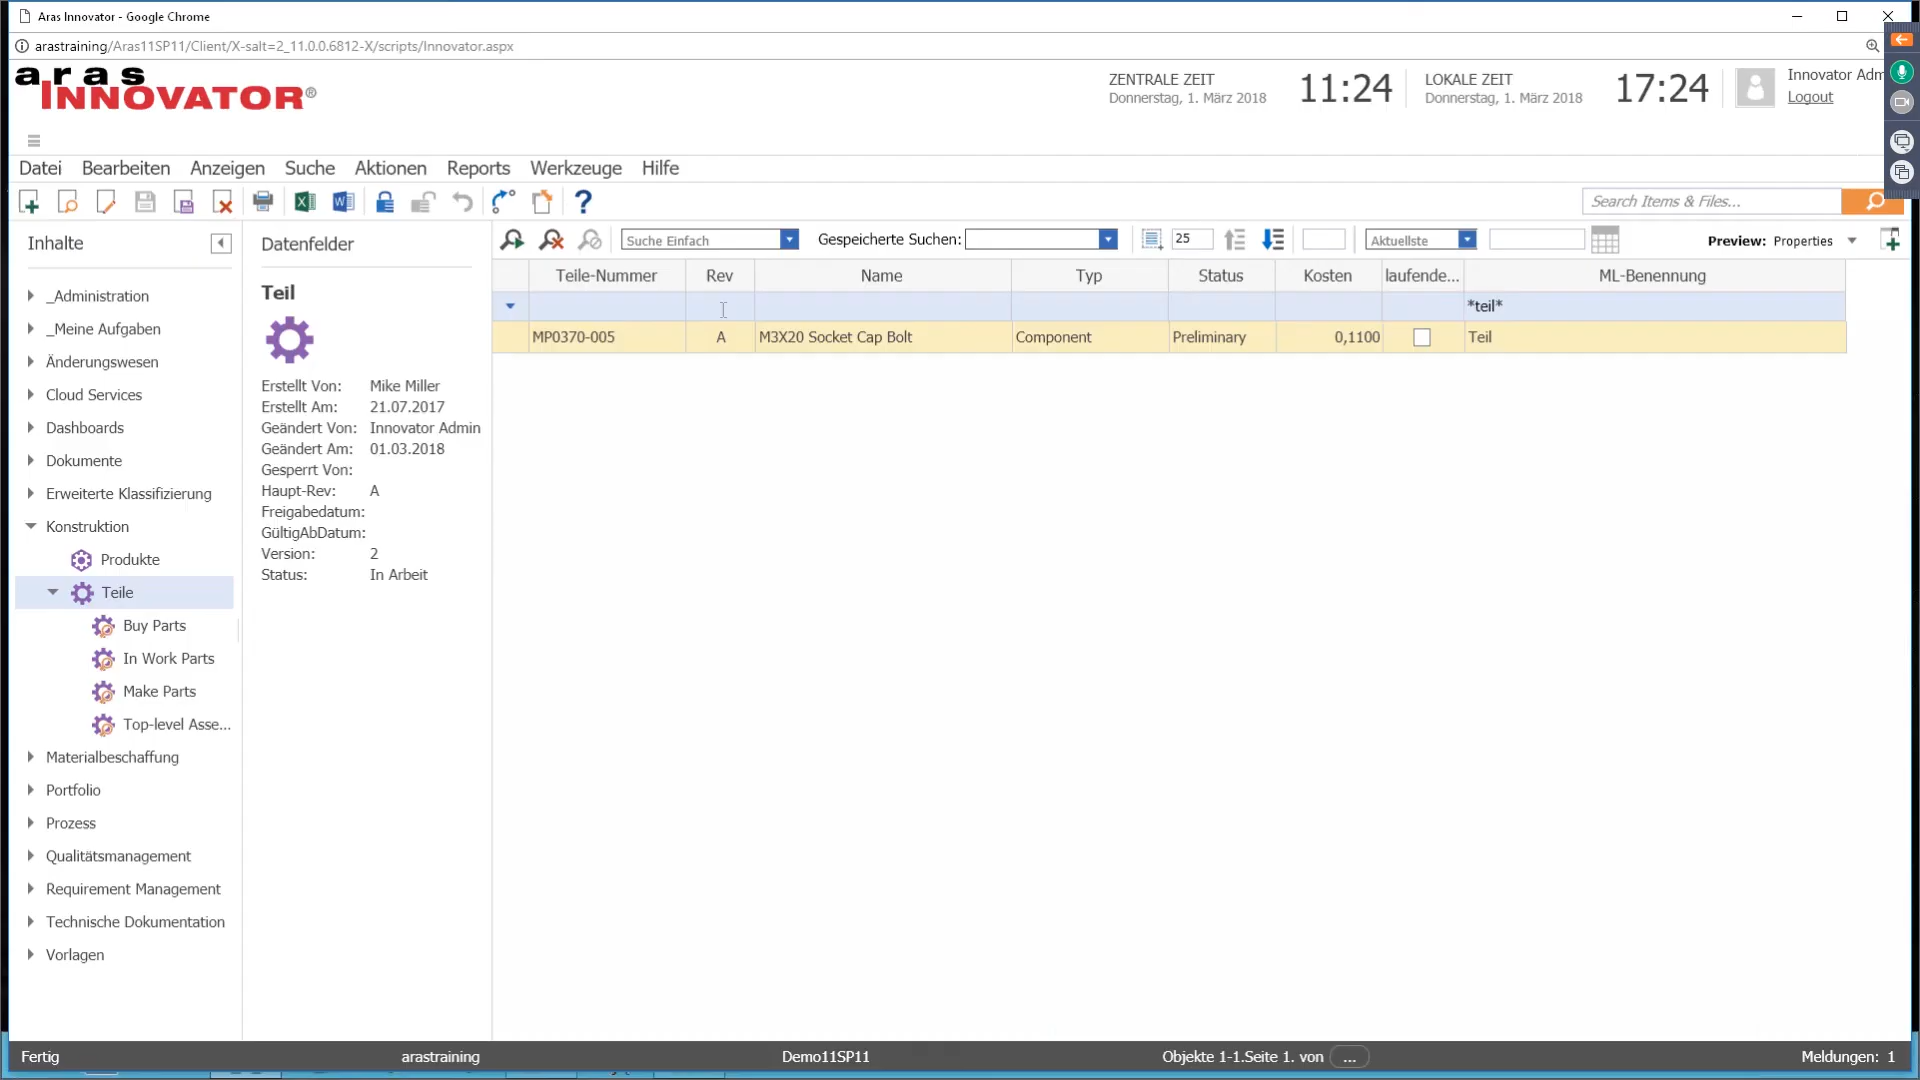 Aras Innovator - Google Chrome
arastraining/Aras11SP11/Client/X-salt=2_11.0.0.6812-X/scripts/Innovator.aspx
aras
INNOVATOR®
ZENTRALE ZEIT
Donnerstag, 1. März 2018
11:24
LOKALE ZEIT
Donnerstag, 1. März 2018
17:24
Innovator Adm
Logout
Datei Bearbeiten Anzeigen Suche Aktionen Reports Werkzeuge Hilfe
Search Items & Files...
Inhalte
_Administration
_Meine Aufgaben
Änderungswesen
Cloud Services
Dashboards
Dokumente
Erweiterte Klassifizierung
Konstruktion
Produkte
Teile
Buy Parts
In Work Parts
Make Parts
Top-level Asse...
Materialbeschaffung
Portfolio
Prozess
Qualitätsmanagement
Requirement Management
Technische Dokumentation
Vorlagen
Datenfelder
Teil
Erstellt Von: Mike Miller
Erstellt Am: 21.07.2017
Geändert Von: Innovator Admin
Geändert Am: 01.03.2018
Gesperrt Von:
Haupt-Rev: A
Freigabedatum:
GültigAbDatum:
Version: 2
Status: In Arbeit
Suche Einfach Gespeicherte Suchen: 25 Aktuellste Preview: Properties
Teile-Nummer Rev Name Typ Status Kosten laufende... ML-Benennung
*teil*
MP0370-005 A M3X20 Socket Cap Bolt Component Preliminary 0,1100 Teil
Fertig arastraining Demo11SP11 Objekte 1-1.Seite 1. von ... Meldungen: 1